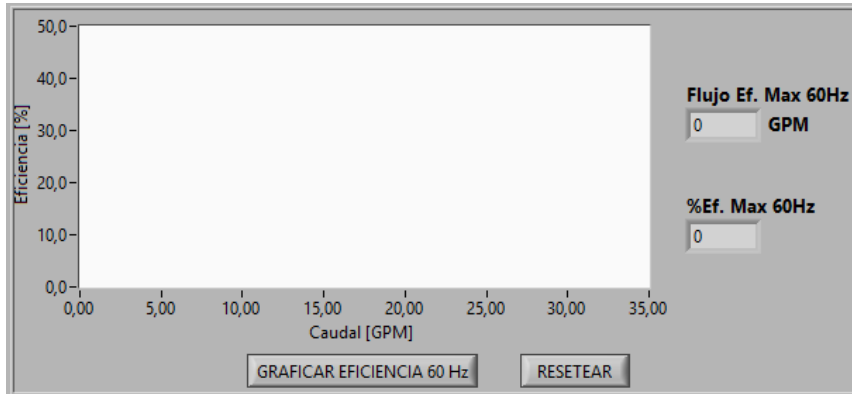 50,0
40,0
30,0
20,0
10,0
0,0
Eficiencia [%]
0,00 5,00 10,00 15,00 20,00 25,00 30,00 35,00
Caudal [GPM]
Flujo Ef. Max 60Hz
0 GPM
%Ef. Max 60Hz
0
GRAFICAR EFICIENCIA 60 Hz RESETEAR